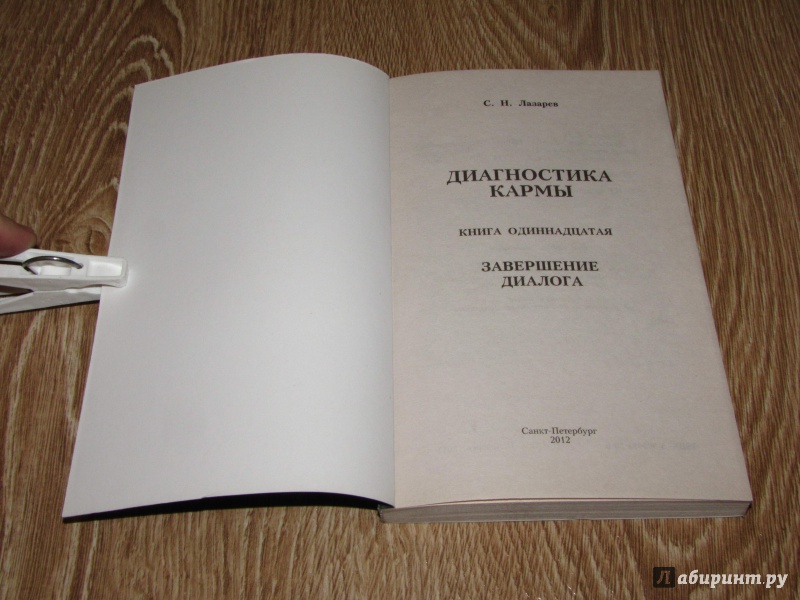 С. Н. Лазарев
ДИАГНОСТИКА
КАРМЫ
КНИГА ОДИННАДЦАТАЯ
ЗАВЕРШЕНИЕ
ДИАЛОГА
Санкт-Петербург
2012
Лабиринт.ру